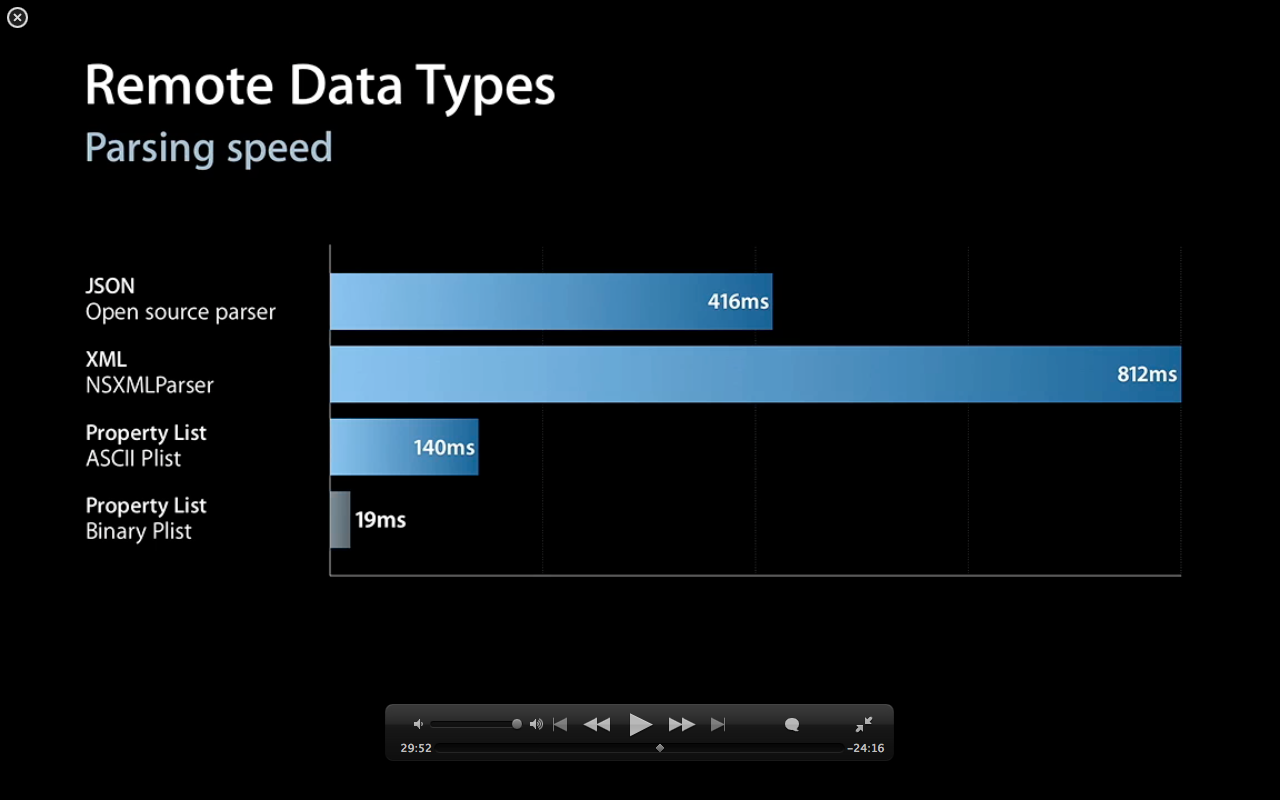 Remote Data Types
Parsing speed
JSON
Open source parser
416ms
XML
NSXMLParser
812ms
Property List
ASCII Plist
140ms
Property List
Binary Plist
19ms
29:52
-24:16